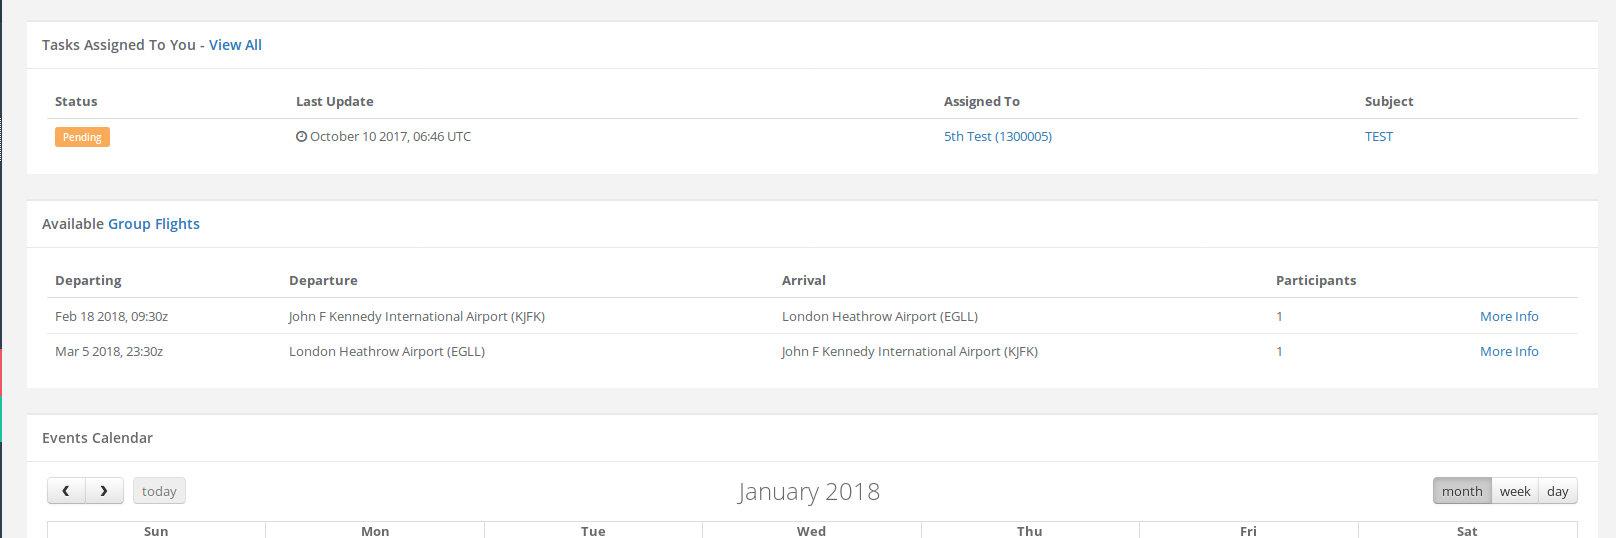 Tasks Assigned To You - View All
Status Last Update Assigned To Subject
Pending October 10 2017, 06:46 UTC 5th Test (1300005) TEST
Available Group Flights
Departing Departure Arrival Participants
Feb 18 2018, 09:30z John F Kennedy International Airport (KJFK) London Heathrow Airport (EGLL) 1 More Info
Mar 5 2018, 23:30z London Heathrow Airport (EGLL) John F Kennedy International Airport (KJFK) 1 More Info
Events Calendar
today January 2018 month week day
Sun Mon Tue Wed Thu Fri Sat